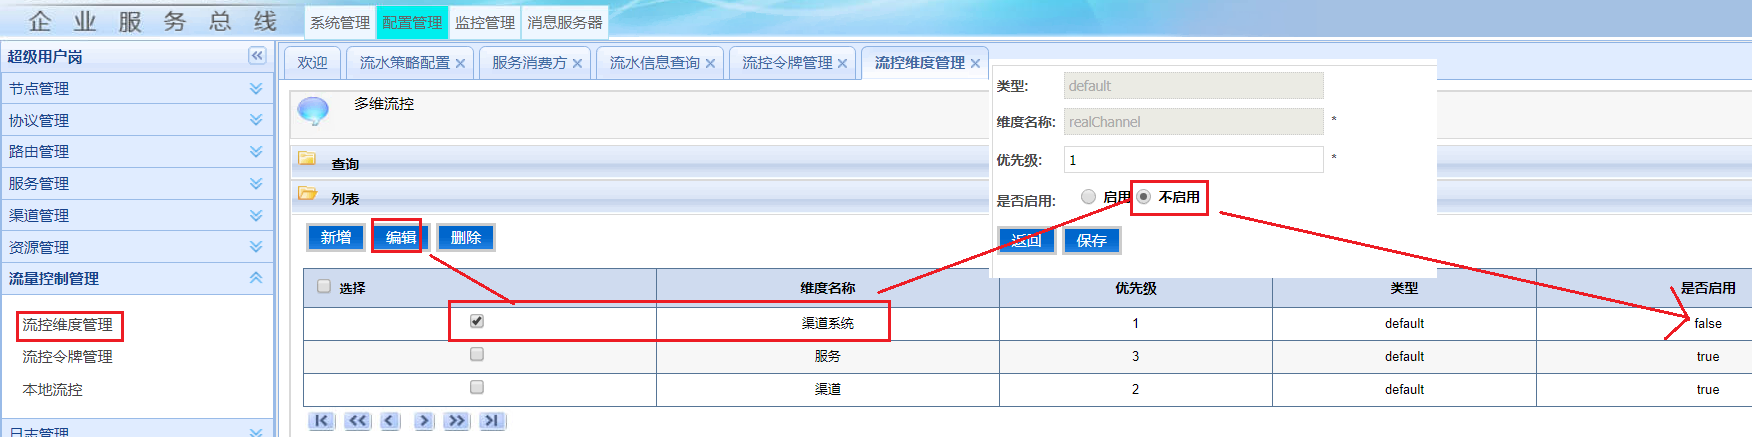 企 业 服 务 总 线
系统管理 配置管理 监控管理 消息服务器
超级用户岗
节点管理
协议管理
路由管理
服务管理
渠道管理
资源管理
流量控制管理
流控维度管理
流控令牌管理
本地流控
日志管理
欢迎 流水策略配置 服务消费方 流水信息查询 流控令牌管理 流控维度管理
多维流控
查询
列表
新增 编辑 删除
类型: default
维度名称: realChannel *
优先级: 1 *
是否启用: 启用 不启用
返回 保存
选择 维度名称 优先级 类型 是否启用
渠道系统 1 default false
服务 3 default true
渠道 2 default true